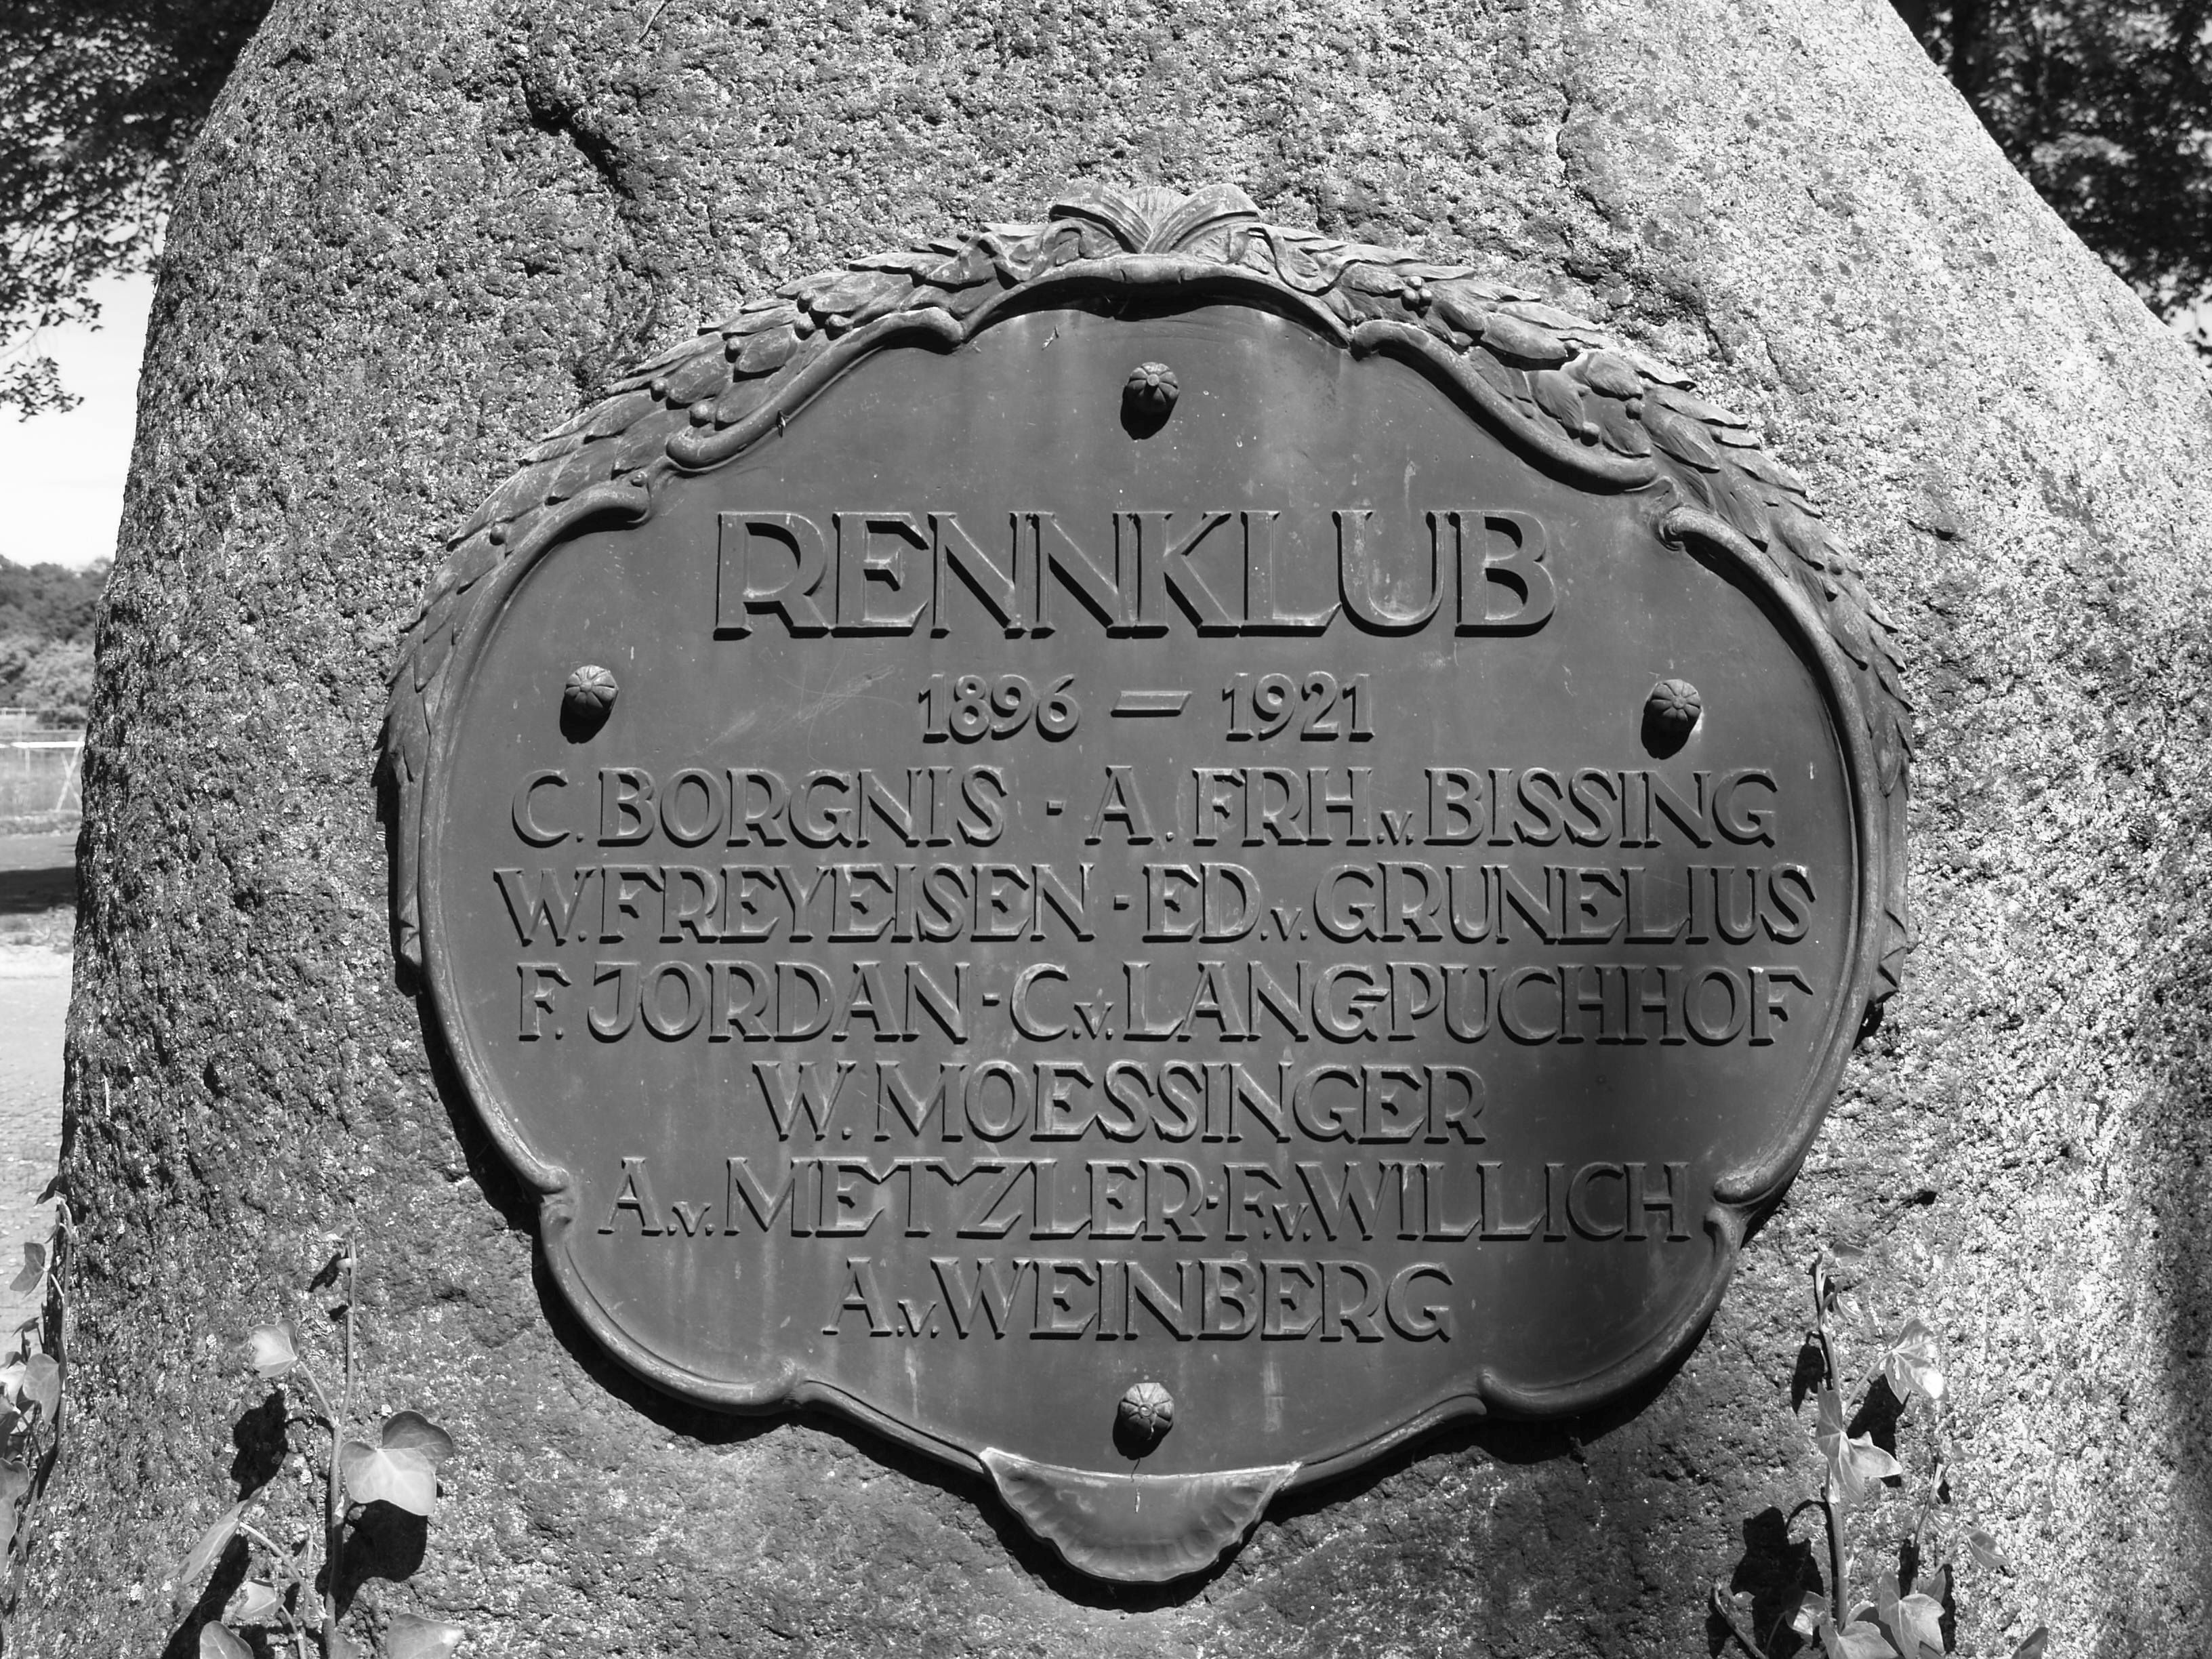 RENNKLUB
1896 – 1921
C. BORGNIS · A. FRH. v. BISSING
W. FREYEISEN · ED. v. GRUNELIUS
F. JORDAN · C. v. LANG-PUCHHOF
W. MOESSINGER
A. v. METZLER · F. v. WILLICH
A. v. WEINBERG